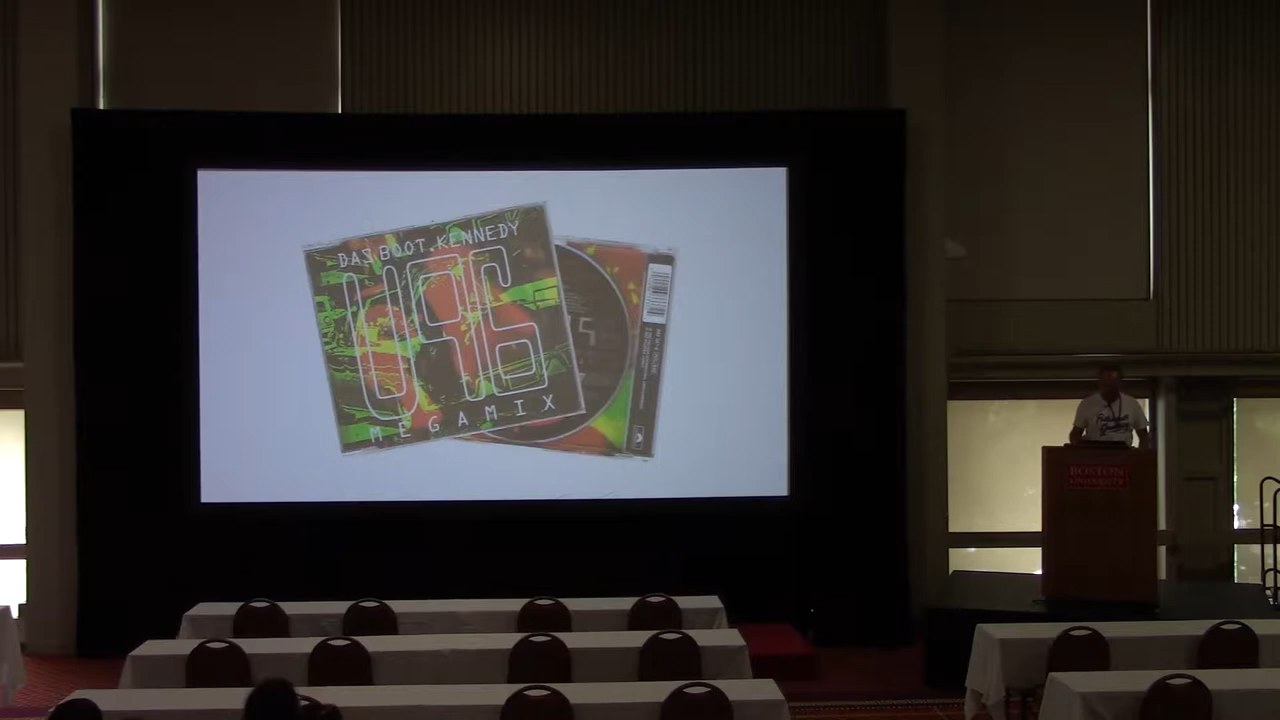 DAS BOOT.KENNEDY
U96
MEGAMIX
BOSTON
UNIVERSITY